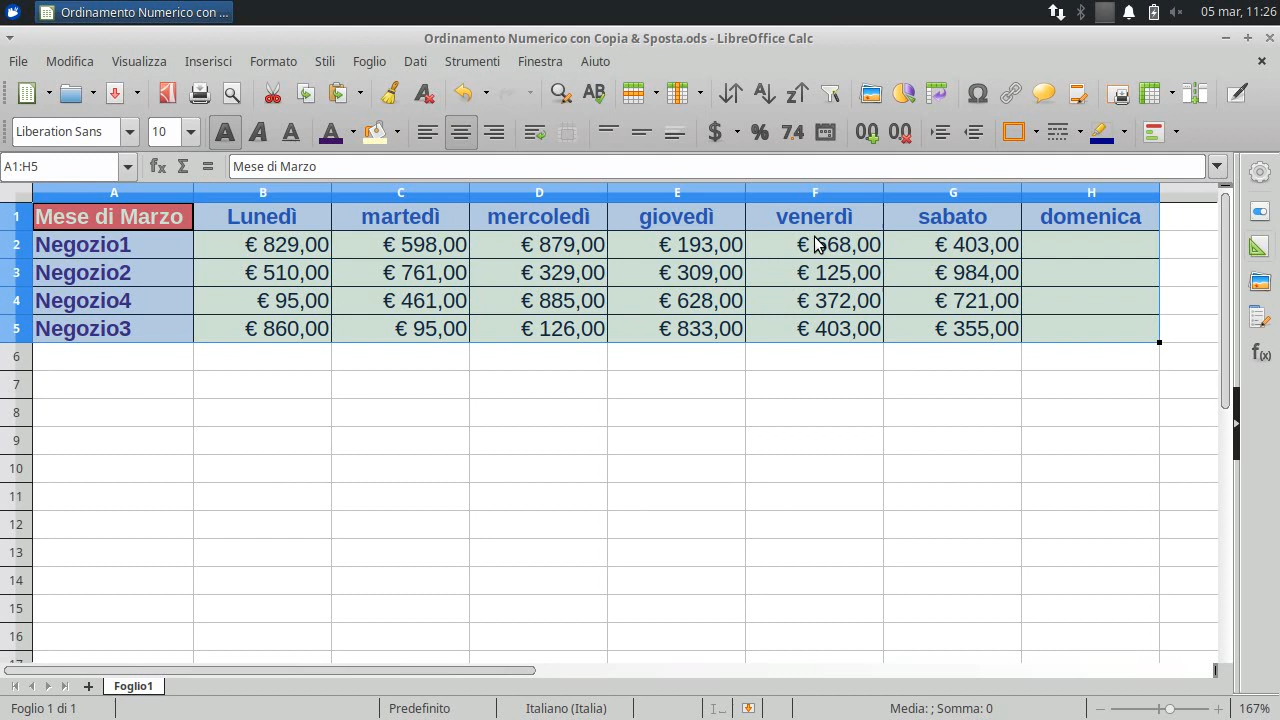 Ordinamento Numerico con ...
05 mar, 11:26
Ordinamento Numerico con Copia & Sposta.ods - LibreOffice Calc
File Modifica Visualizza Inserisci Formato Stili Foglio Dati Strumenti Finestra Aiuto
Liberation Sans 10
A1:H5 Mese di Marzo
A B C D E F G H
1 Mese di Marzo Lunedì martedì mercoledì giovedì venerdì sabato domenica
2 Negozio1 € 829,00 € 598,00 € 879,00 € 193,00 € 68,00 € 403,00
3 Negozio2 € 510,00 € 761,00 € 329,00 € 309,00 € 125,00 € 984,00
4 Negozio4 € 95,00 € 461,00 € 885,00 € 628,00 € 372,00 € 721,00
5 Negozio3 € 860,00 € 95,00 € 126,00 € 833,00 € 403,00 € 355,00
6
7
8
9
10
11
12
13
14
15
16
Foglio1
Foglio 1 di 1 Predefinito Italiano (Italia) Media: ; Somma: 0 167%